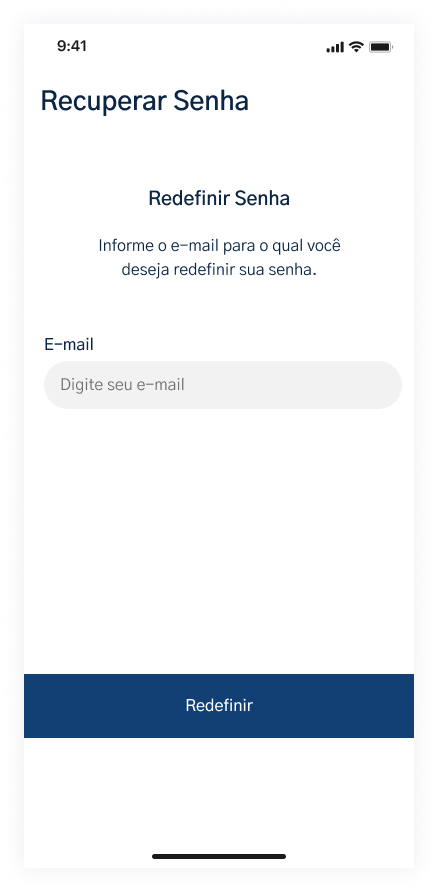 9:41
Recuperar Senha
Redefinir Senha
Informe o e-mail para o qual você
deseja redefinir sua senha.
E-mail
Digite seu e-mail
Redefinir